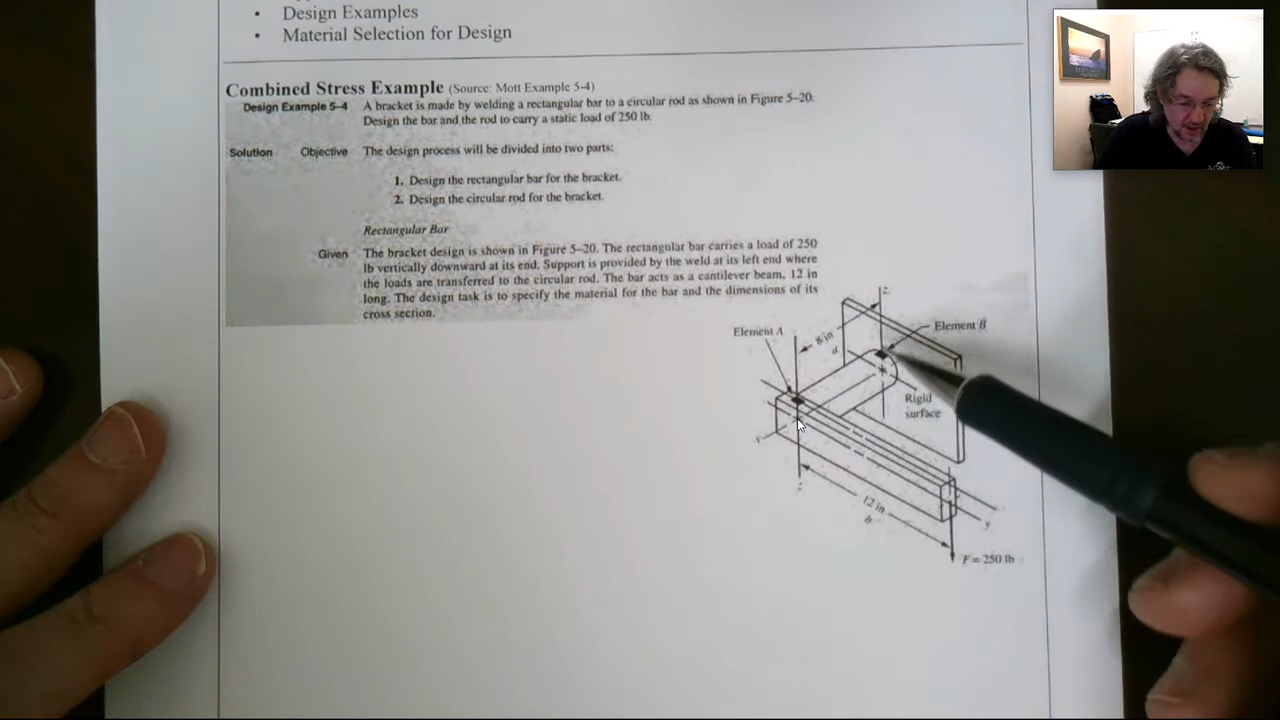 • Design Examples
• Material Selection for Design
Combined Stress Example (Source: Mott Example 5-4)
Design Example 5–4 A bracket is made by welding a rectangular bar to a circular rod as shown in Figure 5–20.
Design the bar and the rod to carry a static load of 250 lb.
Solution Objective The design process will be divided into two parts:
1. Design the rectangular bar for the bracket.
2. Design the circular rod for the bracket.
Rectangular Bar
Given The bracket design is shown in Figure 5–20. The rectangular bar carries a load of 250
lb vertically downward at its end. Support is provided by the weld at its left end where
the loads are transferred to the circular rod. The bar acts as a cantilever beam, 12 in
long. The design task is to specify the material for the bar and the dimensions of its
cross section.
z
Element A
8 in
a
Element B
Rigid
surface
x
z
12 in
b
y
F = 250 lb